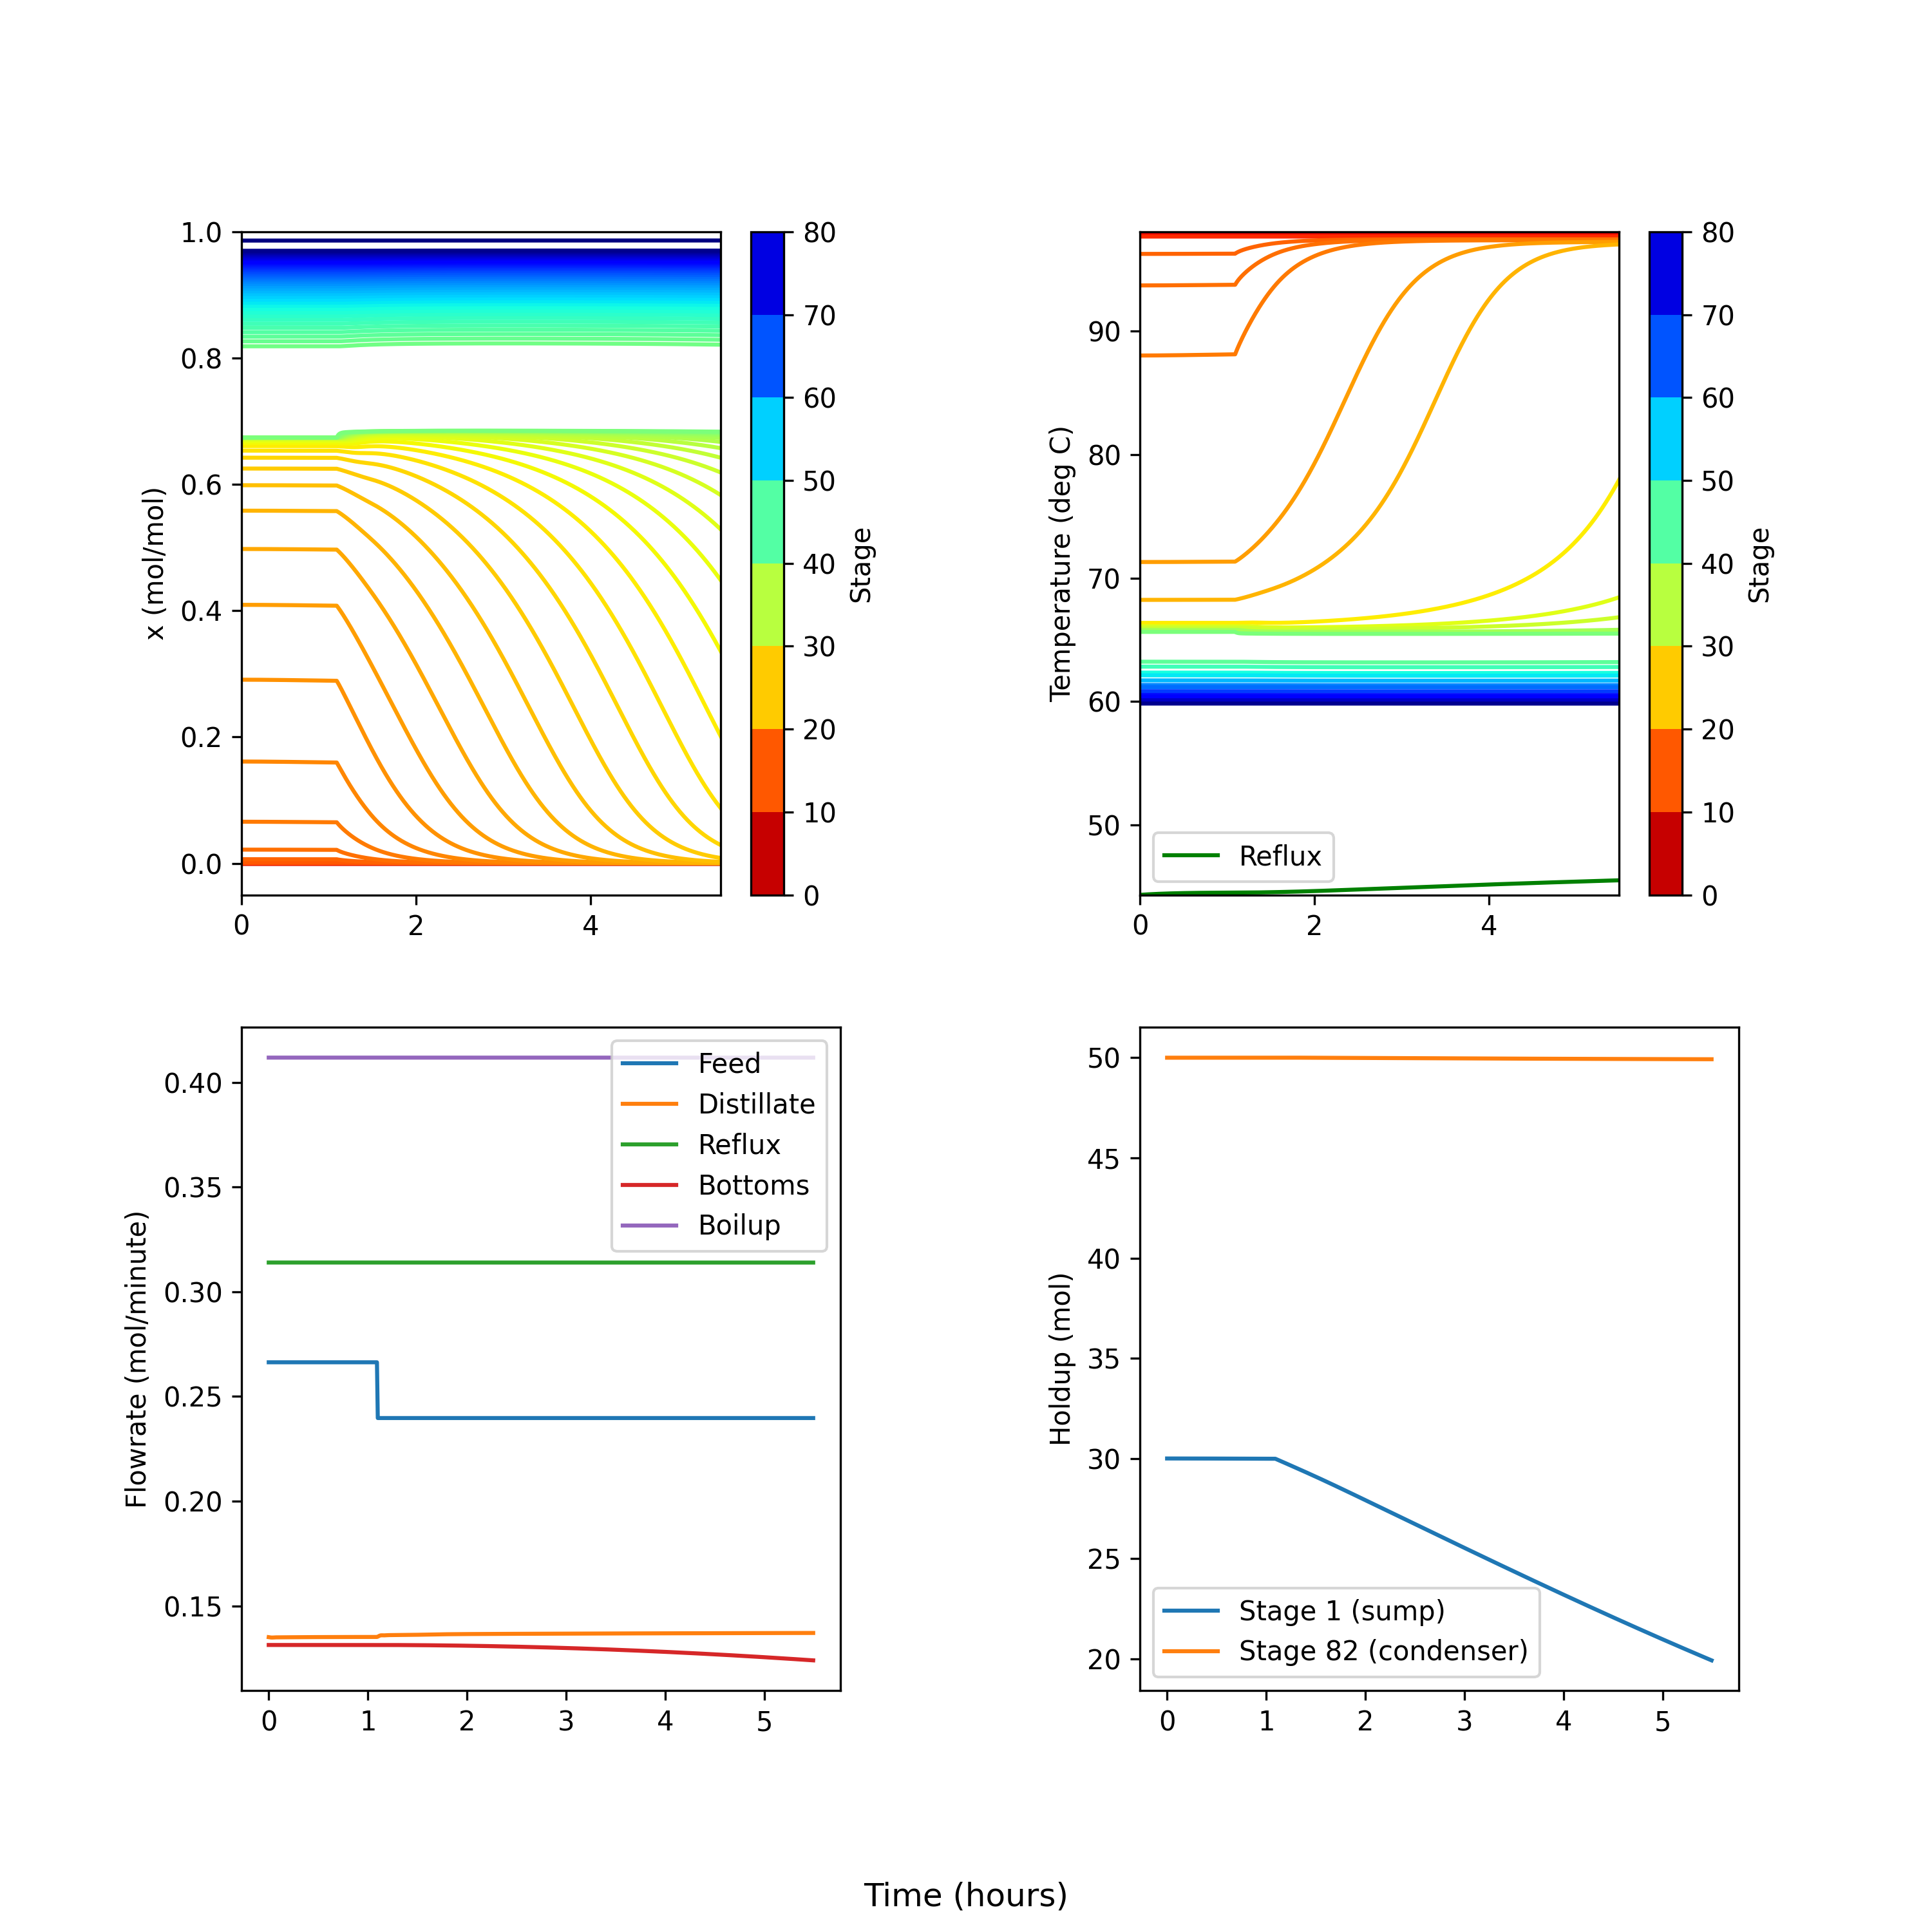 1.0
0.8
0.6
0.4
0.2
0.0
x (mol/mol)
0 2 4
80
70
60
50
40
30
20
10
0
Stage
90
80
70
60
50
Temperature (deg C)
Reflux
0 2 4
80
70
60
50
40
30
20
10
0
Stage
0.40
0.35
0.30
0.25
0.20
0.15
Flowrate (mol/minute)
Feed
Distillate
Reflux
Bottoms
Boilup
0 1 2 3 4 5
50
45
40
35
30
25
20
Holdup (mol)
Stage 1 (sump)
Stage 82 (condenser)
0 1 2 3 4 5
Time (hours)